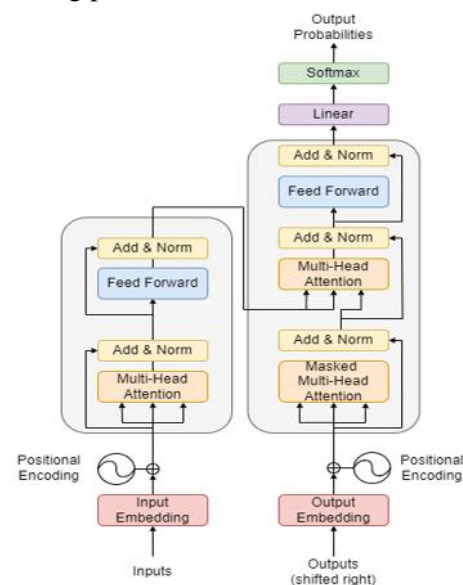 Output
Probabilities
Softmax
Linear
Add & Norm
Feed Forward
Add & Norm
Multi-Head
Attention
Add & Norm
Masked
Multi-Head
Attention
Add & Norm
Feed Forward
Add & Norm
Multi-Head
Attention
Positional
Encoding
Positional
Encoding
Input
Embedding
Output
Embedding
Inputs
Outputs
(shifted right)